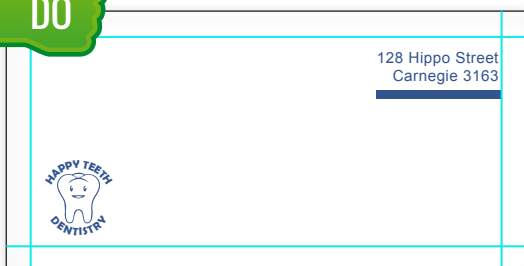 DO
128 Hippo Street
Carnegie 3163
HAPPY TEETH
DENTISTRY